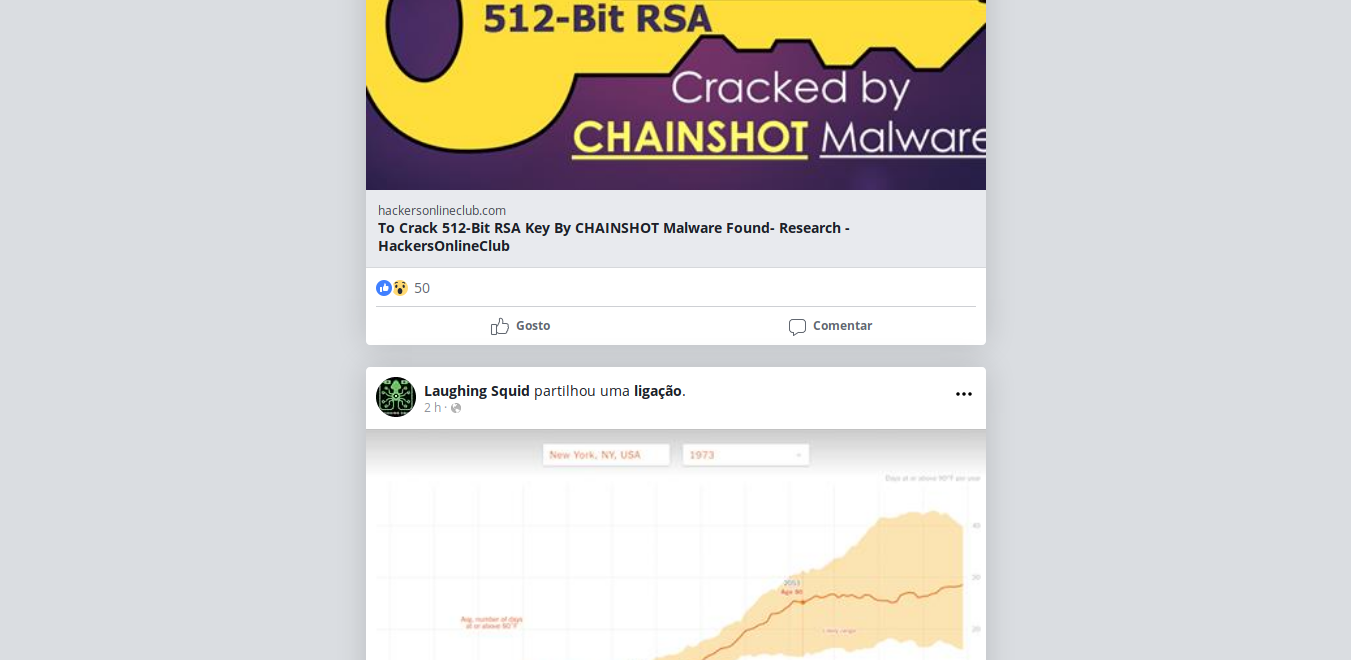 512-Bit RSA
Cracked by
CHAINSHOT Malware
hackersonlineclub.com
To Crack 512-Bit RSA Key By CHAINSHOT Malware Found- Research -
HackersOnlineClub
50
Gosto
Comentar
Laughing Squid partilhou uma ligação.
2 h ·
New York, NY, USA
1973
Days at or above 90°F per year
40
30
2053
Age 80
Avg. number of days
at or above 90°F
Likely range
20